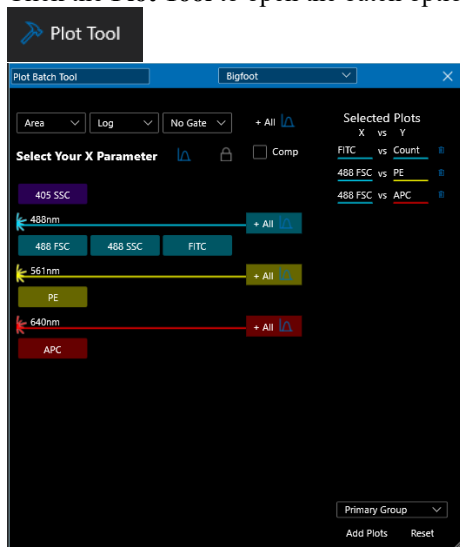 Plot Tool
Plot Batch Tool
Bigfoot
Area Log No Gate + All
Selected Plots
X vs Y
Select Your X Parameter
Comp
FITC vs Count
488 FSC vs PE
488 FSC vs APC
405 SSC
488nm
+ All
488 FSC 488 SSC FITC
561nm
+ All
PE
640nm
+ All
APC
Primary Group
Add Plots Reset